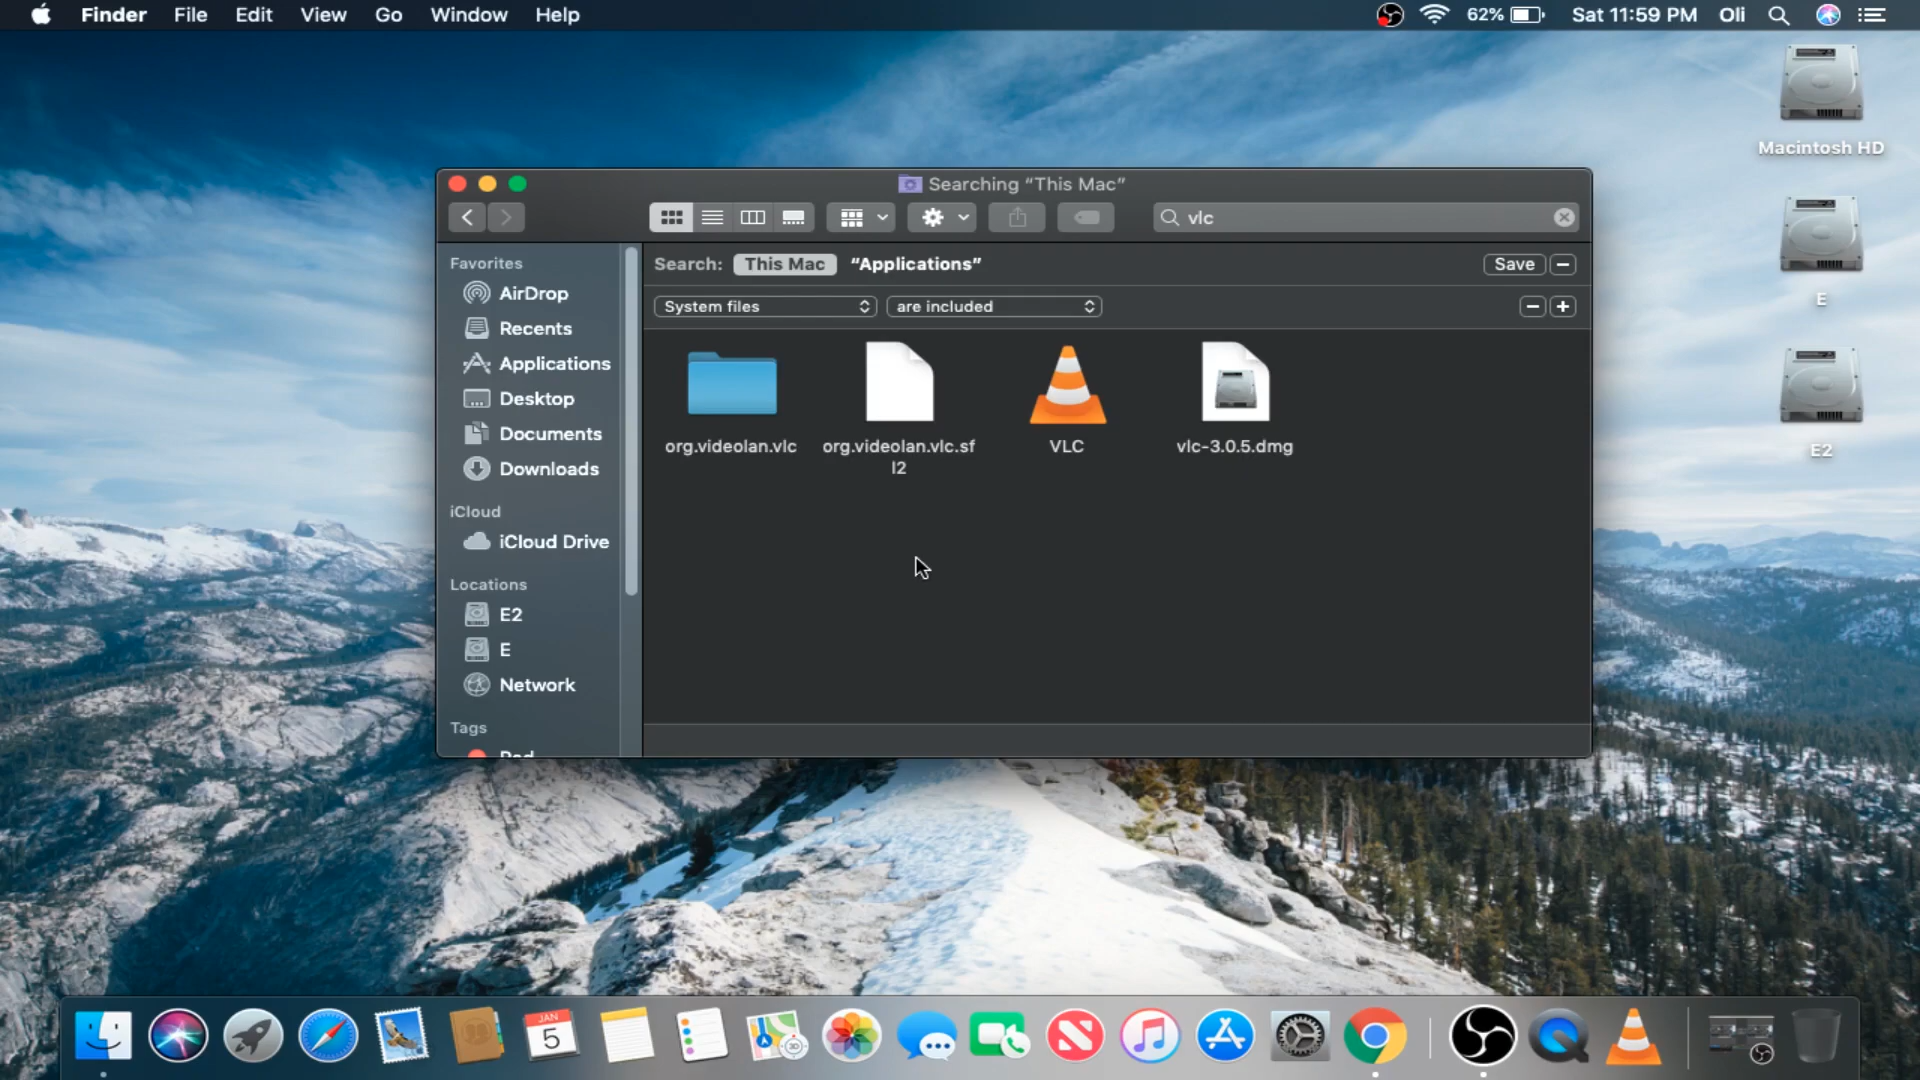 Finder File Edit View Go Window Help 62% Sat 11:59 PM Oli
Macintosh HD
E
E2
Searching “This Mac”
vlc
Favorites
AirDrop
Recents
Applications
Desktop
Documents
Downloads
iCloud
iCloud Drive
Locations
E2
E
Network
Tags
Red
Search: This Mac “Applications” Save
System files are included
org.videolan.vlc
org.videolan.vlc.sf
l2
VLC
vlc-3.0.5.dmg
JAN
5
3D